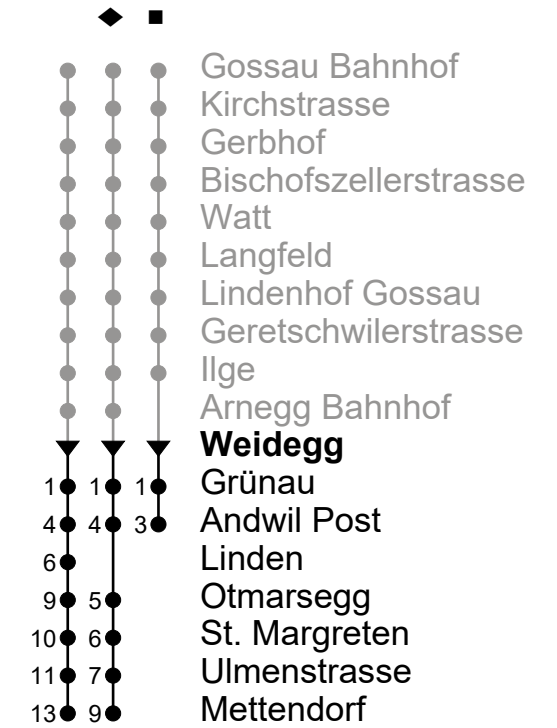 ◆ ■
Gossau Bahnhof
Kirchstrasse
Gerbhof
Bischofszellerstrasse
Watt
Langfeld
Lindenhof Gossau
Geretschwilerstrasse
Ilge
Arnegg Bahnhof
Weidegg
1 1 1 Grünau
4 4 3 Andwil Post
6 Linden
9 5 Otmarsegg
10 6 St. Margreten
11 7 Ulmenstrasse
13 9 Mettendorf